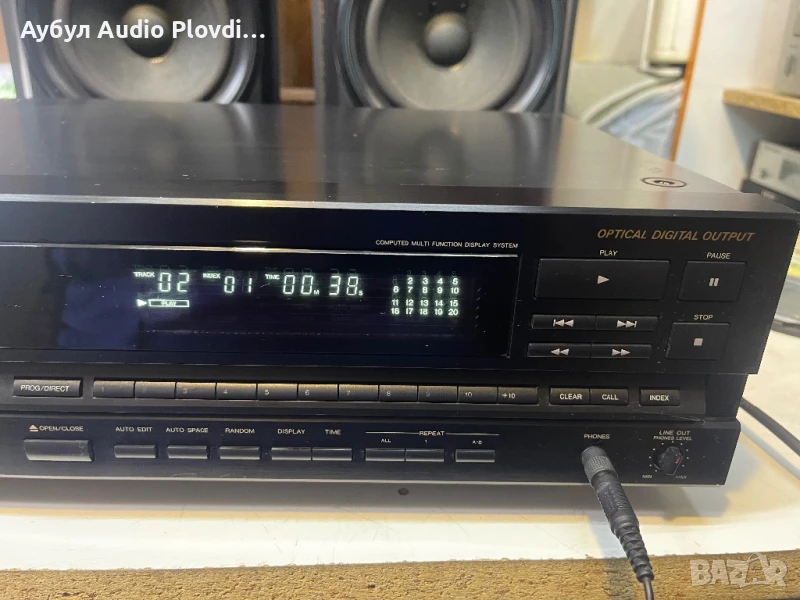 Аубул Audio Plovdi...
COMPUTED MULTI FUNCTION DISPLAY SYSTEM
OPTICAL DIGITAL OUTPUT
TRACK 02 INDEX 01 TIME 00M 38S
PLAY
2 3 4 5
6 7 8 9 10
11 12 13 14 15
16 17 18 19 20
PLAY
PAUSE
STOP
PROG/DIRECT
1 2 3 4 5 6 7 8 9 10 +10
CLEAR CALL INDEX
OPEN/CLOSE
AUTO EDIT AUTO SPACE RANDOM DISPLAY TIME
REPEAT
ALL 1 A-B
PHONES
LINE OUT
PHONES LEVEL
MIN MAX
BAZAR